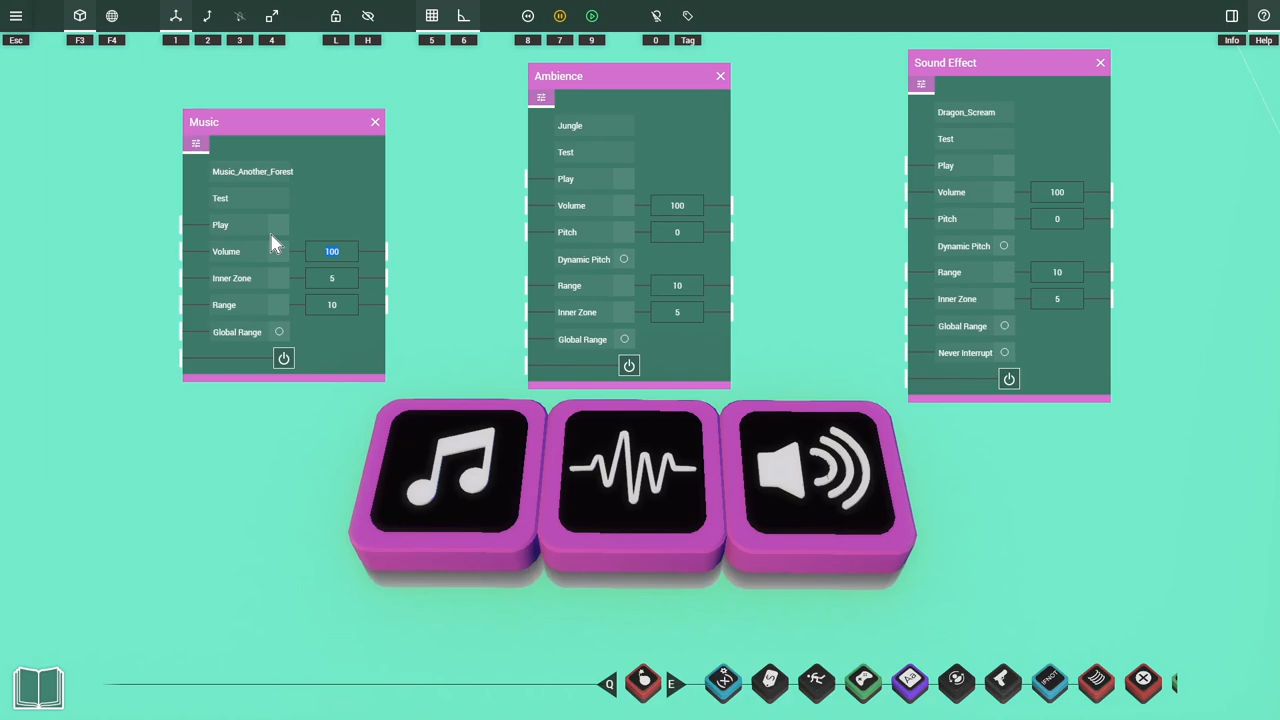 Esc
F3
F4
1
2
3
4
L
H
5
6
8
7
9
0
Tag
Info
Help
Music
Music_Another_Forest
Test
Play
Volume 100
Inner Zone 5
Range 10
Global Range
Ambience
Jungle
Test
Play
Volume 100
Pitch 0
Dynamic Pitch
Range 10
Inner Zone 5
Global Range
Sound Effect
Dragon_Scream
Test
Play
Volume 100
Pitch 0
Dynamic Pitch
Range 10
Inner Zone 5
Global Range
Never Interrupt
Q
E
(x)
Aa
IFNOT